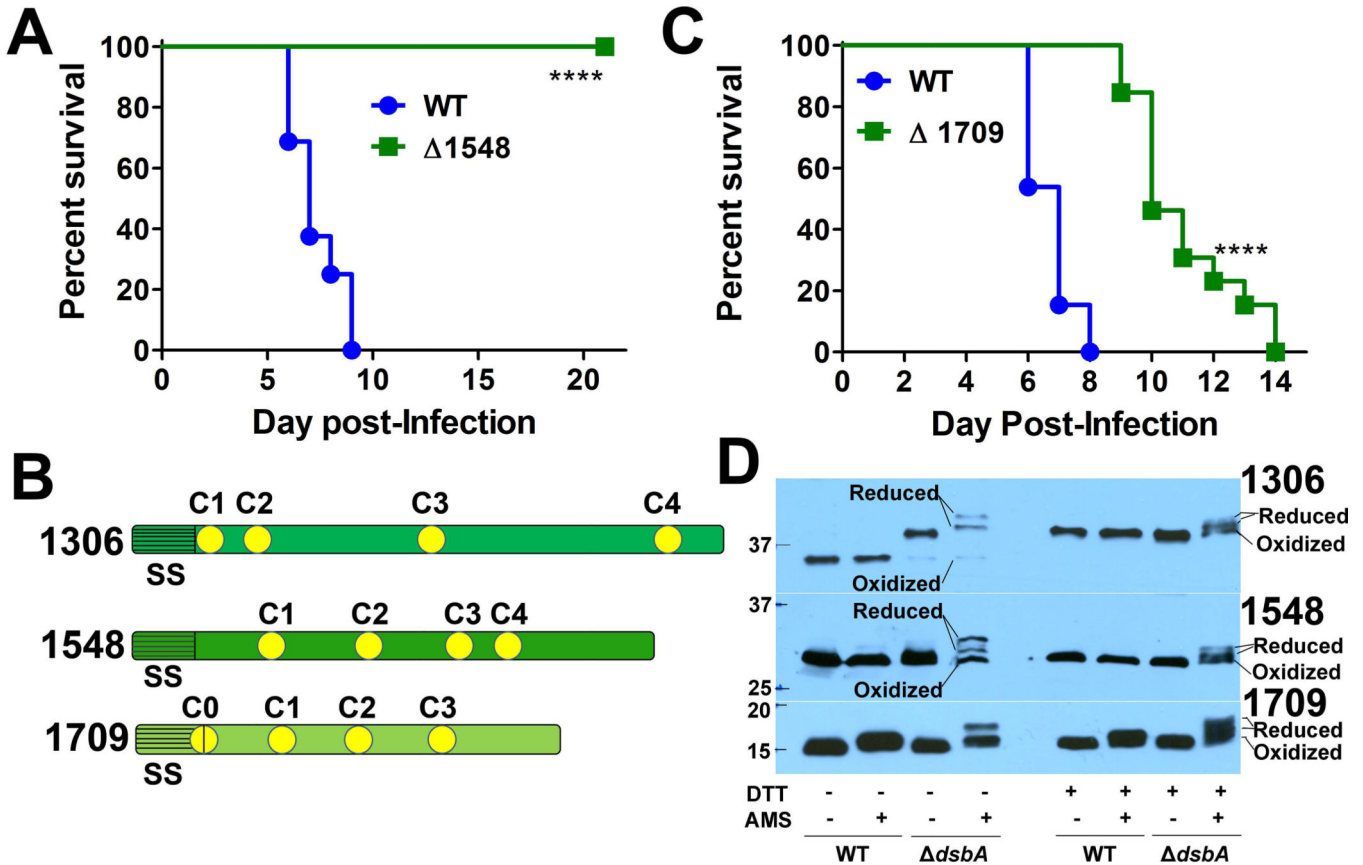 A
Percent survival
100
80
60
40
20
0
0 5 10 15 20
Day post-Infection
WT
Δ1548
****
C
Percent survival
100
80
60
40
20
0
0 2 4 6 8 10 12 14
Day Post-Infection
WT
Δ 1709
****
B
C1 C2 C3 C4
1306
SS
C1 C2 C3 C4
1548
SS
C0 C1 C2 C3
1709
SS
D
1306
Reduced
Reduced
Oxidized
37
Oxidized
1548
37
Reduced
Reduced
Oxidized
Oxidized
25
1709
20
Reduced
Oxidized
15
DTT - - - - + + + +
AMS - + - + - + - +
WT ΔdsbA WT ΔdsbA